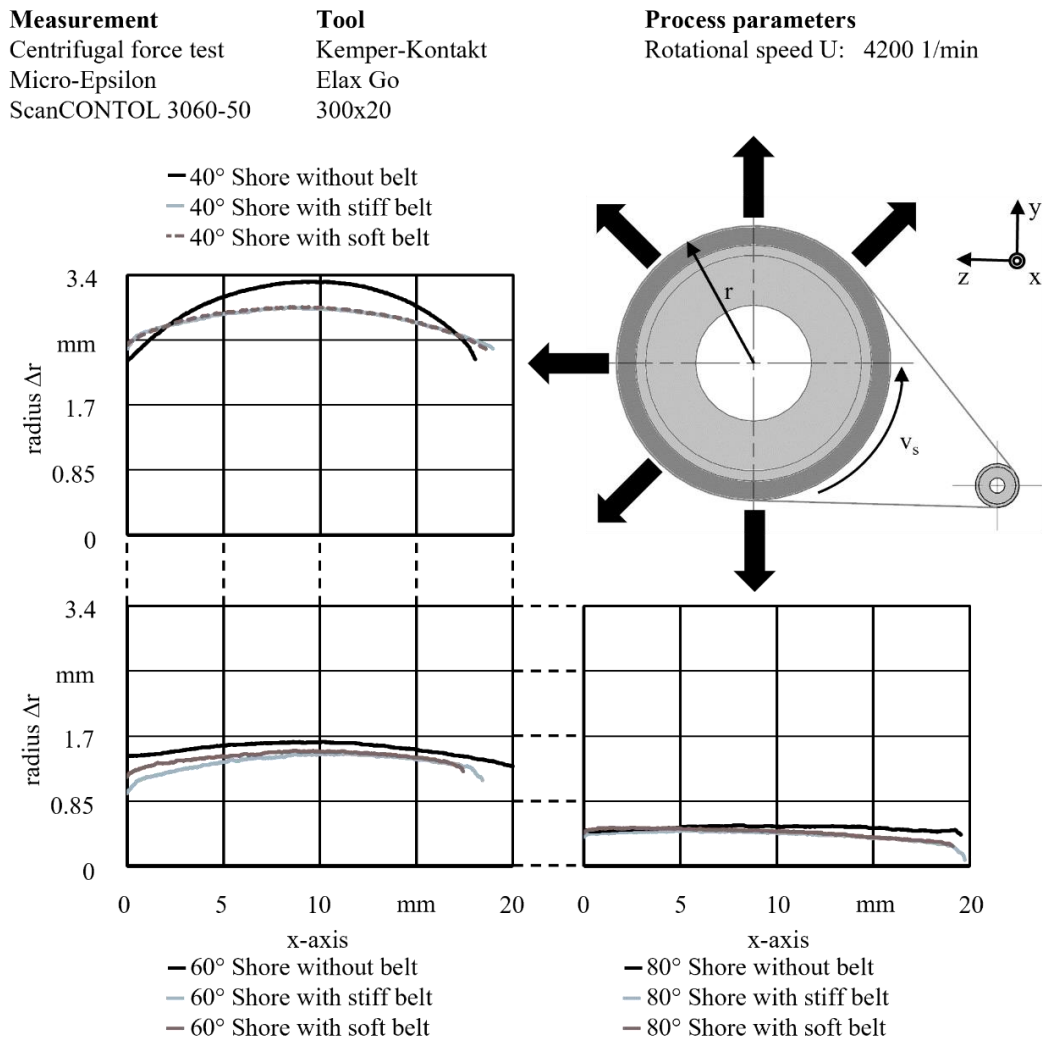 Measurement Tool Process parameters
Centrifugal force test Kemper-Kontakt Rotational speed U: 4200 1/min
Micro-Epsilon Elax Go
ScanCONTOL 3060-50 300x20
40° Shore without belt
40° Shore with stiff belt
40° Shore with soft belt
3.4
mm
1.7
0.85
0
radius Δr
r
y
z
x
vs
3.4
mm
1.7
0.85
0
radius Δr
0 5 10 mm 20
x-axis
60° Shore without belt
60° Shore with stiff belt
60° Shore with soft belt
0 5 10 mm 20
x-axis
80° Shore without belt
80° Shore with stiff belt
80° Shore with soft belt